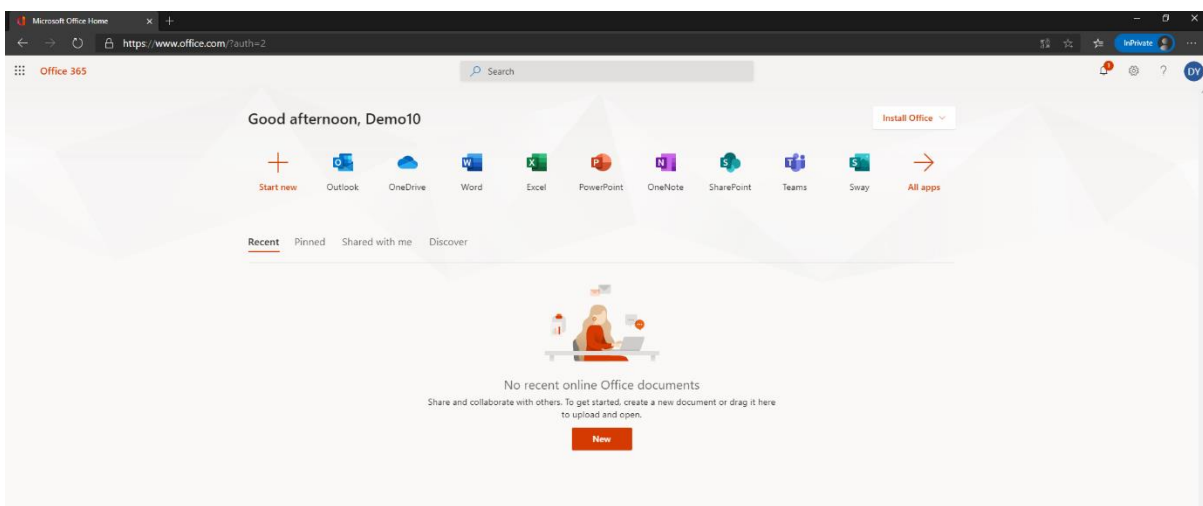 Microsoft Office Home
https://www.office.com/?auth=2
InPrivate
Office 365
Search
1
?
DY
Good afternoon, Demo10
Install Office
Start new Outlook OneDrive Word Excel PowerPoint OneNote SharePoint Teams Sway All apps
Recent Pinned Shared with me Discover
No recent online Office documents
Share and collaborate with others. To get started, create a new document or drag it here
to upload and open.
New